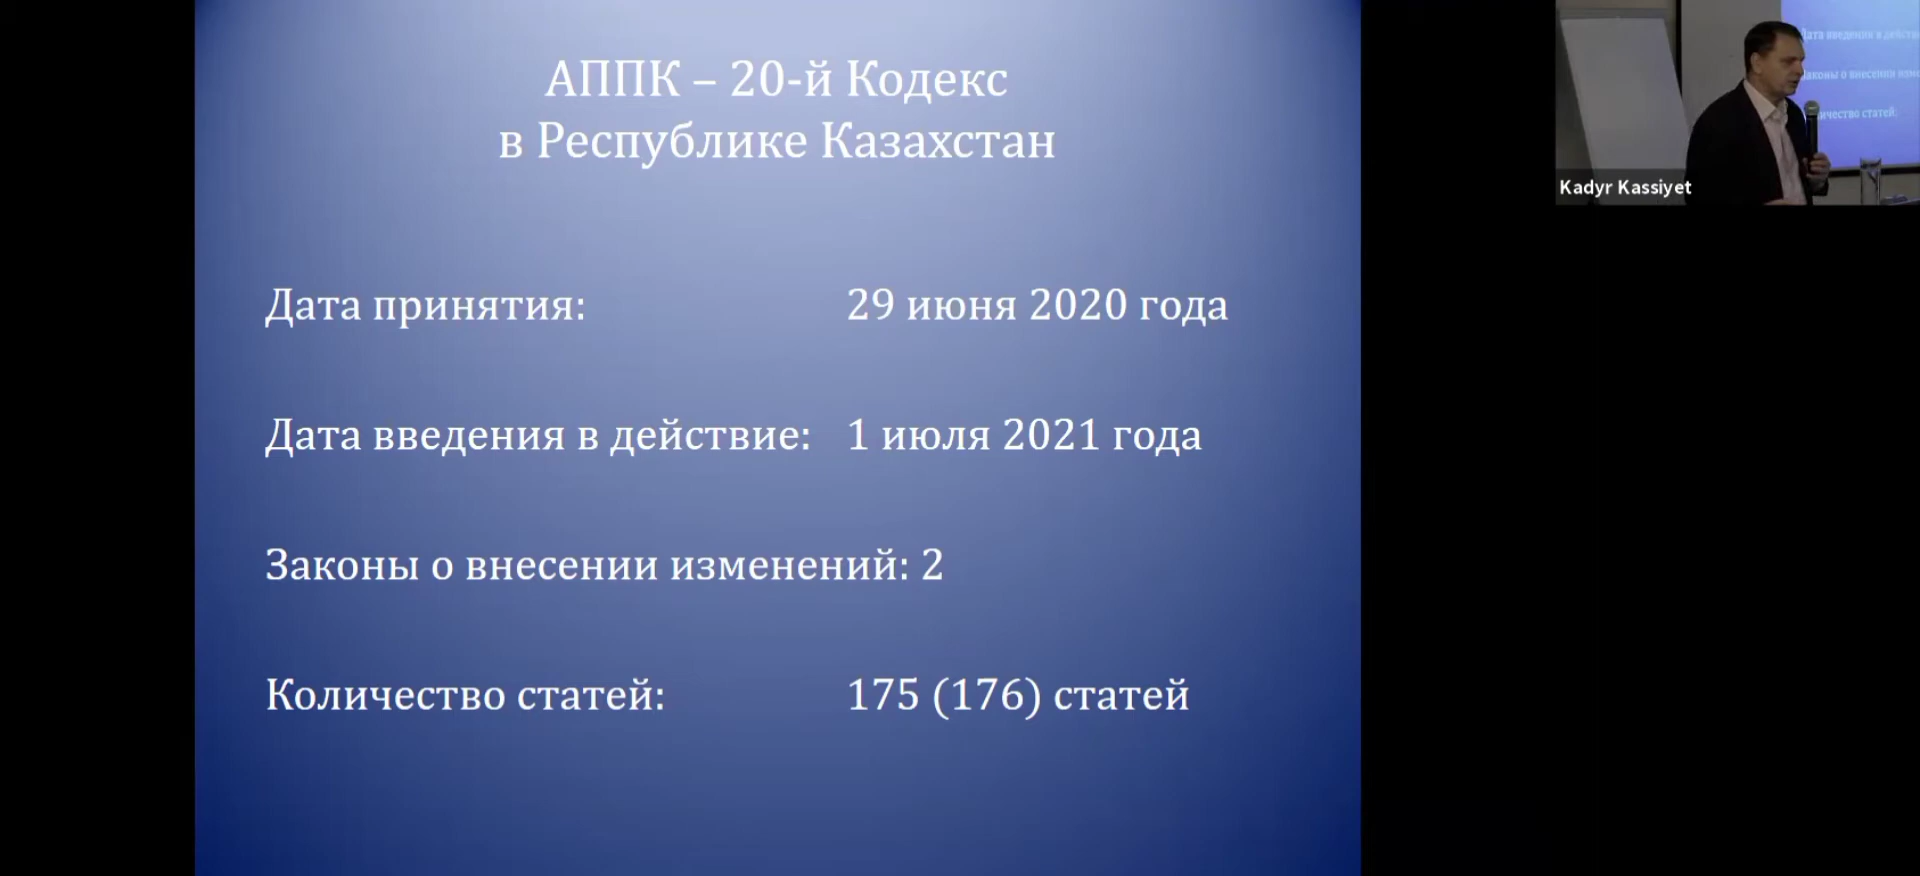 АППК – 20-й Кодекс
в Республике Казахстан
Дата принятия: 29 июня 2020 года
Дата введения в действие: 1 июля 2021 года
Законы о внесении изменений: 2
Количество статей: 175 (176) статей
Kadyr Kassiyet